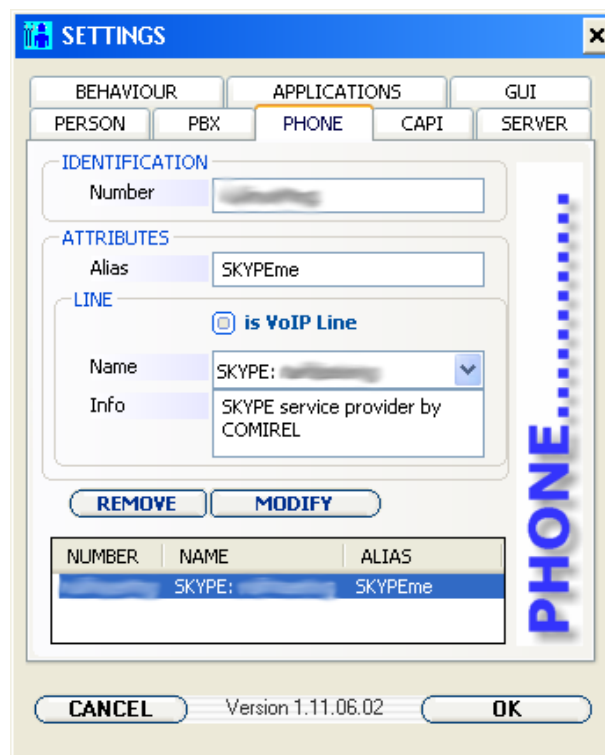 SETTINGS
BEHAVIOUR APPLICATIONS GUI
PERSON PBX PHONE CAPI SERVER
IDENTIFICATION
Number
ATTRIBUTES
Alias SKYPEme
LINE
is VoIP Line
Name SKYPE:
Info SKYPE service provider by
COMIREL
REMOVE MODIFY
NUMBER NAME ALIAS
SKYPE: SKYPEme
PHONE...............
CANCEL Version 1.11.06.02 OK